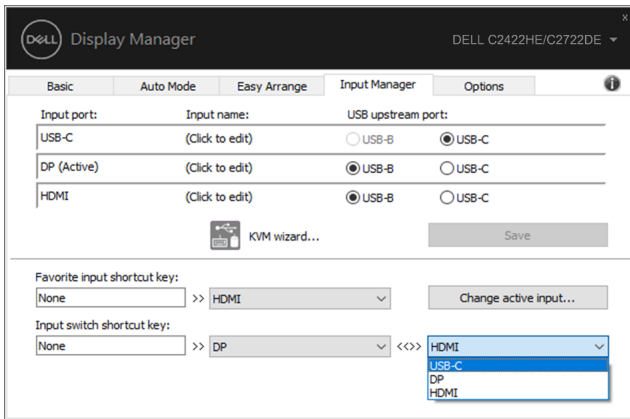 x
DELL Display Manager DELL C2422HE/C2722DE
Basic Auto Mode Easy Arrange Input Manager Options i
Input port: Input name: USB upstream port:
USB-C (Click to edit) USB-B USB-C
DP (Active) (Click to edit) USB-B USB-C
HDMI (Click to edit) USB-B USB-C
KVM wizard... Save
Favorite input shortcut key:
None >> HDMI Change active input...
Input switch shortcut key:
None >> DP <<>> HDMI
USB-C
DP
HDMI